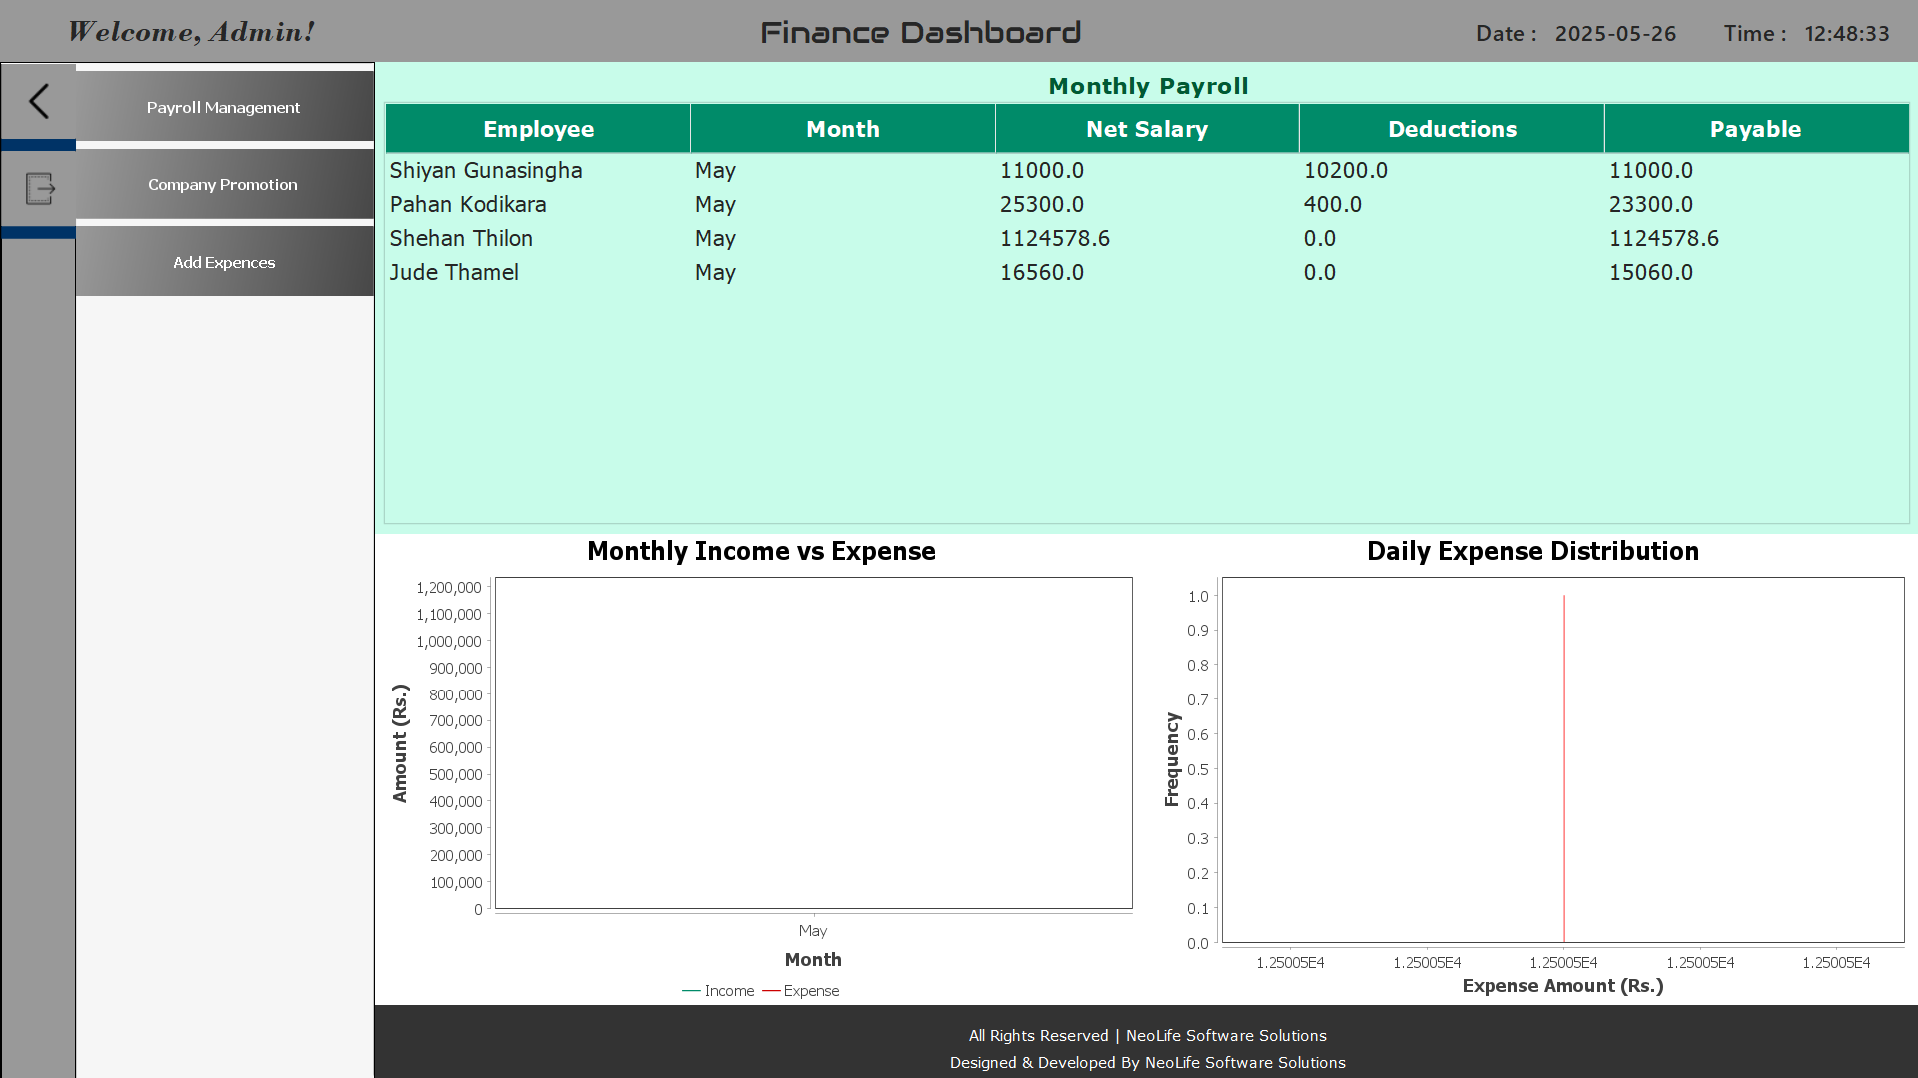 Welcome, Admin!
Finance Dashboard
Date : 2025-05-26 Time : 12:48:33
Payroll Management
Company Promotion
Add Expences
Monthly Payroll
Employee Month Net Salary Deductions Payable
Shiyan Gunasingha May 11000.0 10200.0 11000.0
Pahan Kodikara May 25300.0 400.0 23300.0
Shehan Thilon May 1124578.6 0.0 1124578.6
Jude Thamel May 16560.0 0.0 15060.0
Monthly Income vs Expense
Amount (Rs.)
1,200,000
1,100,000
1,000,000
900,000
800,000
700,000
600,000
500,000
400,000
300,000
200,000
100,000
0
May
Month
Income Expense
Daily Expense Distribution
Frequency
1.0
0.9
0.8
0.7
0.6
0.5
0.4
0.3
0.2
0.1
0.0
1.25005E4 1.25005E4 1.25005E4 1.25005E4 1.25005E4
Expense Amount (Rs.)
All Rights Reserved | NeoLife Software Solutions
Designed & Developed By NeoLife Software Solutions